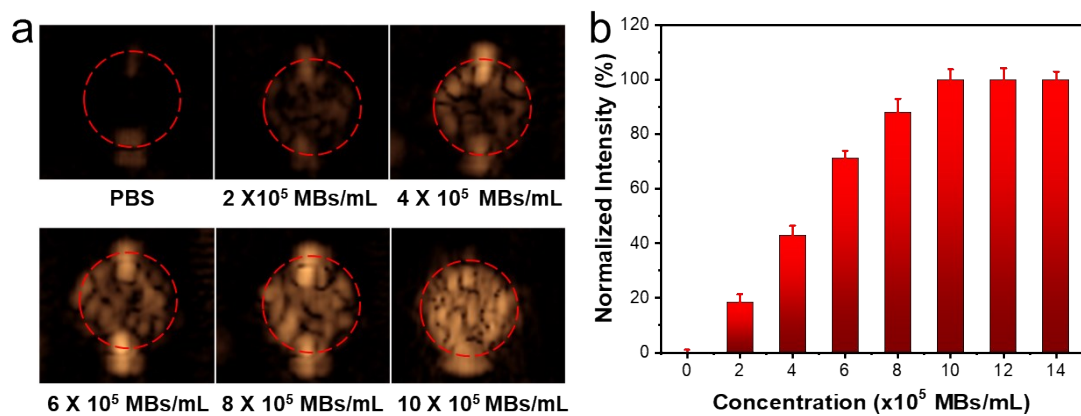 a
PBS
2 X10⁵ MBs/mL
4 X 10⁵ MBs/mL
6 X 10⁵ MBs/mL
8 X 10⁵ MBs/mL
10 X 10⁵ MBs/mL
b
Normalized Intensity (%)
120
100
80
60
40
20
0
0 2 4 6 8 10 12 14
Concentration (x10⁵ MBs/mL)